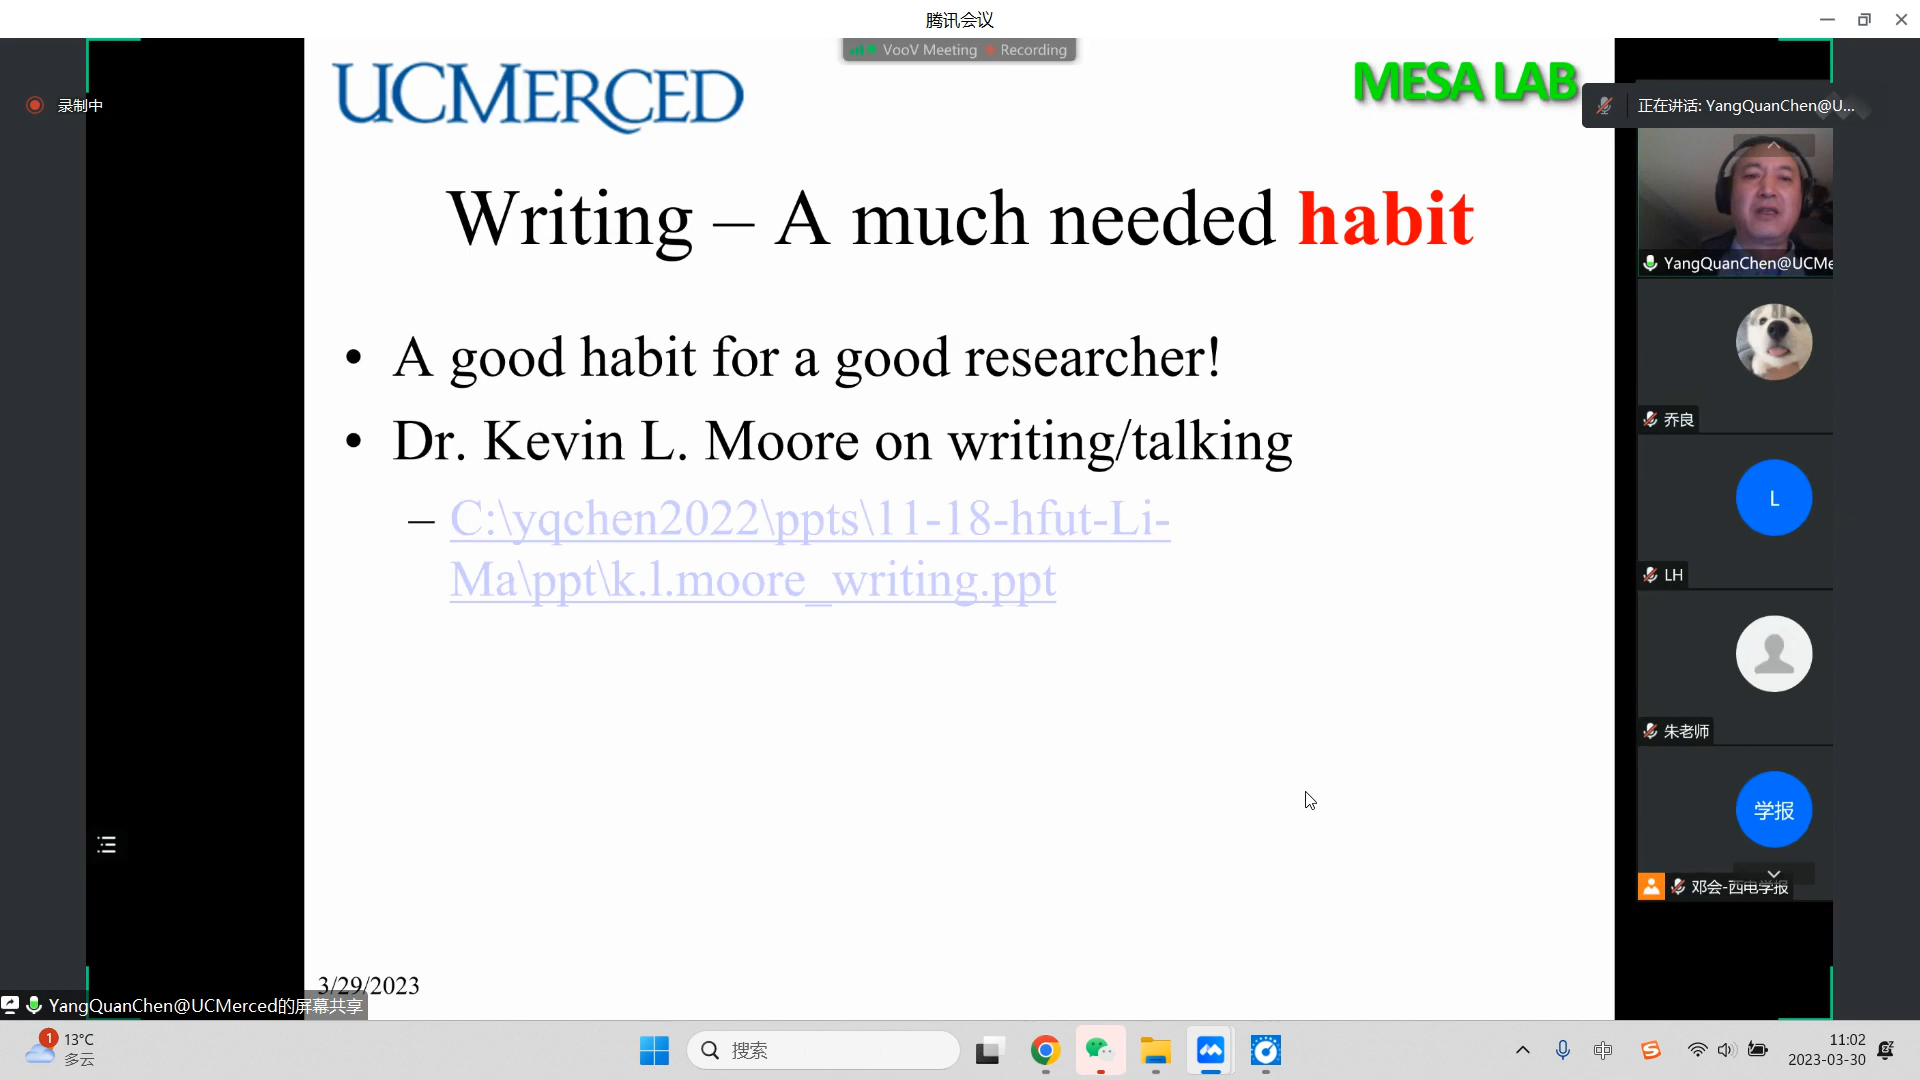 腾讯会议
VooV Meeting Recording
录制中
UCMERCED
MESA LAB
正在讲话: YangQuanChen@U...
Writing – A much needed habit
YangQuanChen@UCMe
• A good habit for a good researcher!
• Dr. Kevin L. Moore on writing/talking
– C:\yqchen2022\ppts\11-18-hfut-Li-
Ma\ppt\k.l.moore_writing.ppt
乔良
L
LH
朱老师
学报
邓会-西电学报
3/29/2023
YangQuanChen@UCMerced的屏幕共享
1
13°C
多云
搜索
中
11:02
2023-03-30